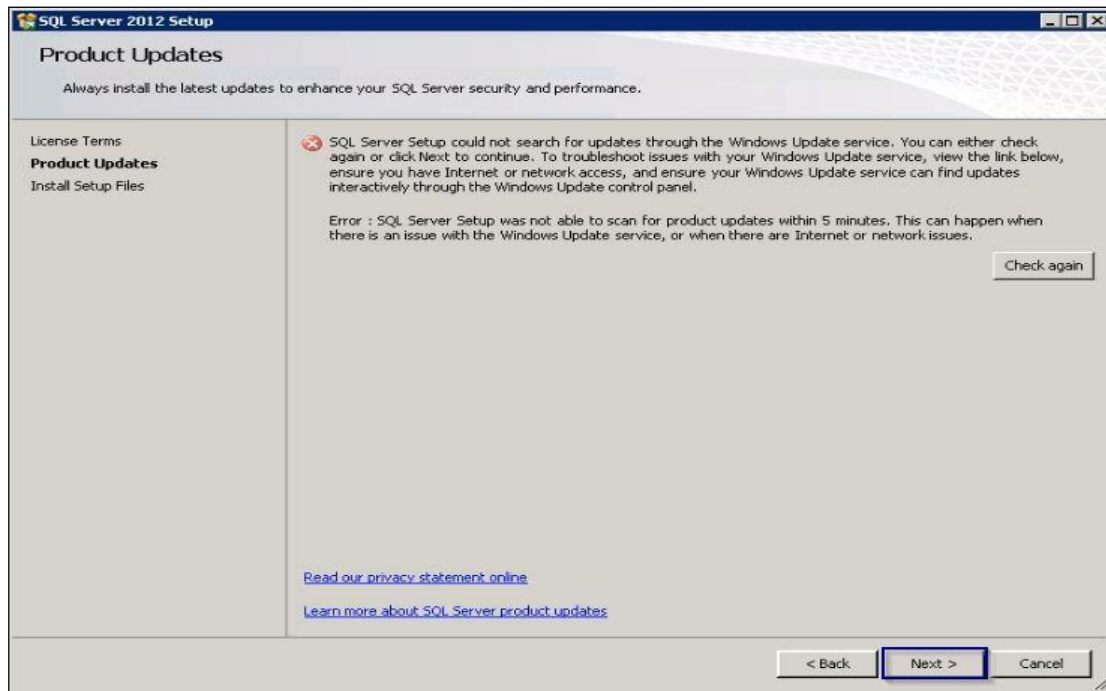 SQL Server 2012 Setup
Product Updates
Always install the latest updates to enhance your SQL Server security and performance.
License Terms
Product Updates
Install Setup Files
SQL Server Setup could not search for updates through the Windows Update service. You can either check
again or click Next to continue. To troubleshoot issues with your Windows Update service, view the link below,
ensure you have Internet or network access, and ensure your Windows Update service can find updates
interactively through the Windows Update control panel.
Error : SQL Server Setup was not able to scan for product updates within 5 minutes. This can happen when
there is an issue with the Windows Update service, or when there are Internet or network issues.
Check again
Read our privacy statement online
Learn more about SQL Server product updates
< Back
Next >
Cancel